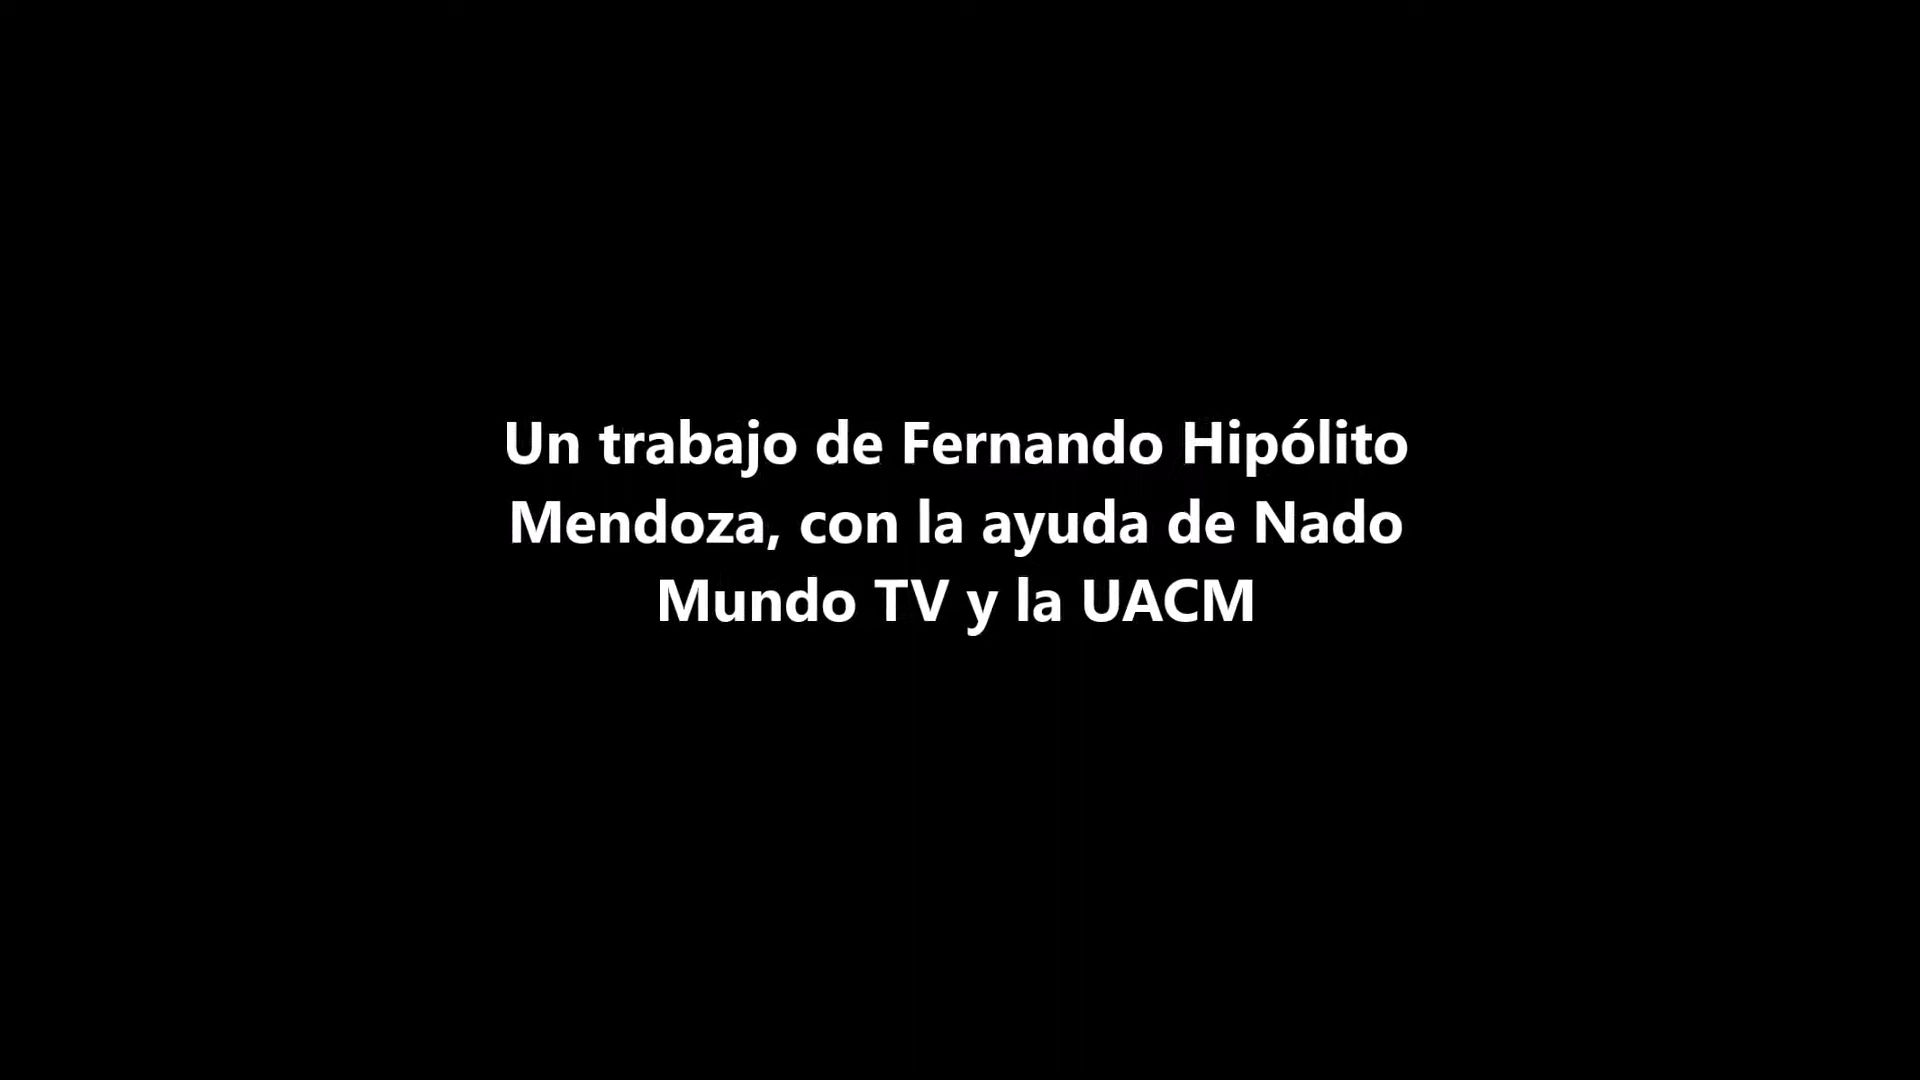 Un trabajo de Fernando Hipólito
Mendoza, con la ayuda de Nado
Mundo TV y la UACM